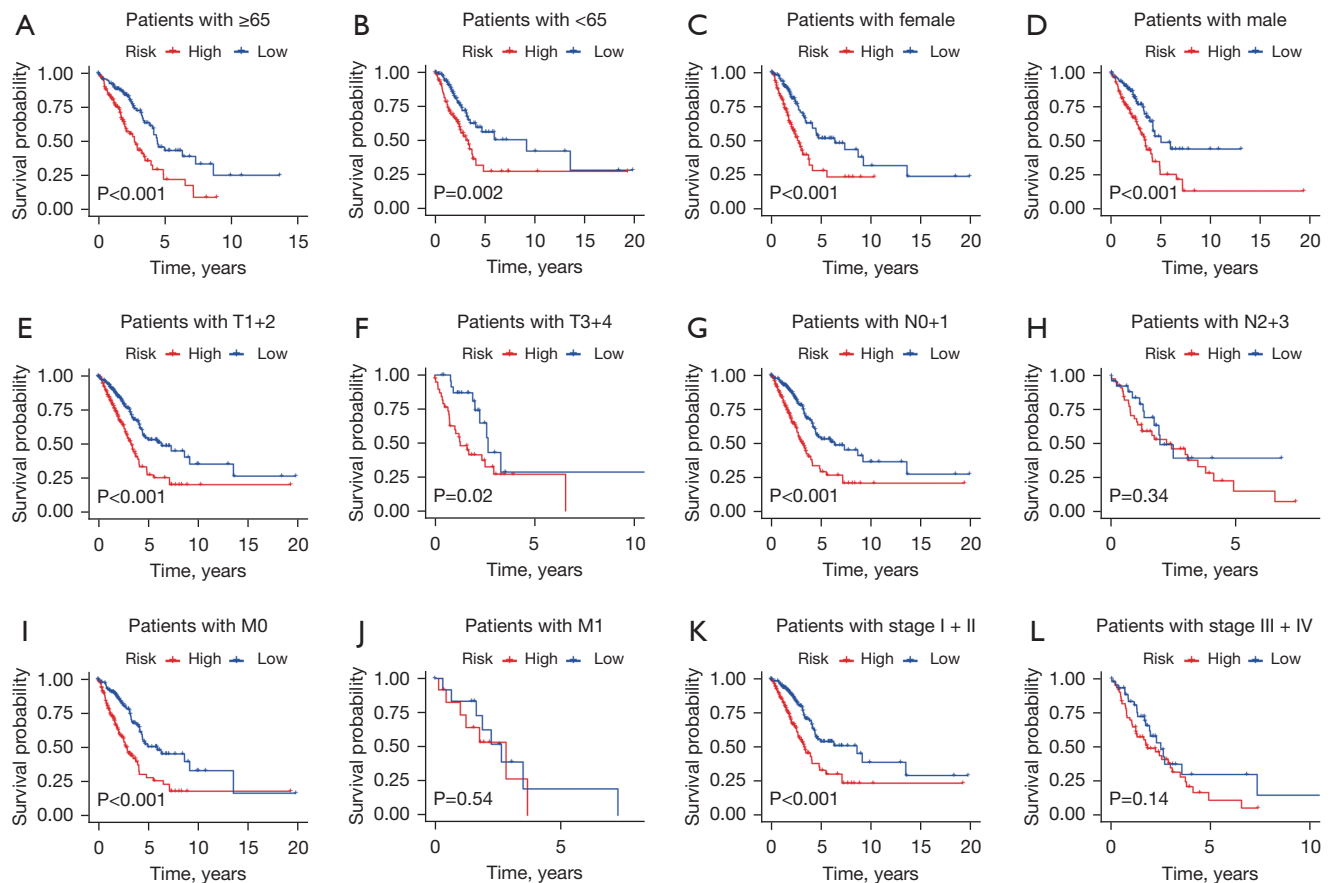 A Patients with ≥65
Risk High Low
Survival probability
1.00
0.75
0.50
0.25
0.00
P<0.001
0 5 10 15
Time, years
B Patients with <65
Risk High Low
Survival probability
1.00
0.75
0.50
0.25
0.00
P=0.002
0 5 10 15 20
Time, years
C Patients with female
Risk High Low
Survival probability
1.00
0.75
0.50
0.25
0.00
P<0.001
0 5 10 15 20
Time, years
D Patients with male
Risk High Low
Survival probability
1.00
0.75
0.50
0.25
0.00
P<0.001
0 5 10 15 20
Time, years
E Patients with T1+2
Risk High Low
Survival probability
1.00
0.75
0.50
0.25
0.00
P<0.001
0 5 10 15 20
Time, years
F Patients with T3+4
Risk High Low
Survival probability
1.00
0.75
0.50
0.25
0.00
P=0.02
0 5 10
Time, years
G Patients with N0+1
Risk High Low
Survival probability
1.00
0.75
0.50
0.25
0.00
P<0.001
0 5 10 15 20
Time, years
H Patients with N2+3
Risk High Low
Survival probability
1.00
0.75
0.50
0.25
0.00
P=0.34
0 5
Time, years
I Patients with M0
Risk High Low
Survival probability
1.00
0.75
0.50
0.25
0.00
P<0.001
0 5 10 15 20
Time, years
J Patients with M1
Risk High Low
Survival probability
1.00
0.75
0.50
0.25
0.00
P=0.54
0 5
Time, years
K Patients with stage I + II
Risk High Low
Survival probability
1.00
0.75
0.50
0.25
0.00
P<0.001
0 5 10 15 20
Time, years
L Patients with stage III + IV
Risk High Low
Survival probability
1.00
0.75
0.50
0.25
0.00
P=0.14
0 5 10
Time, years